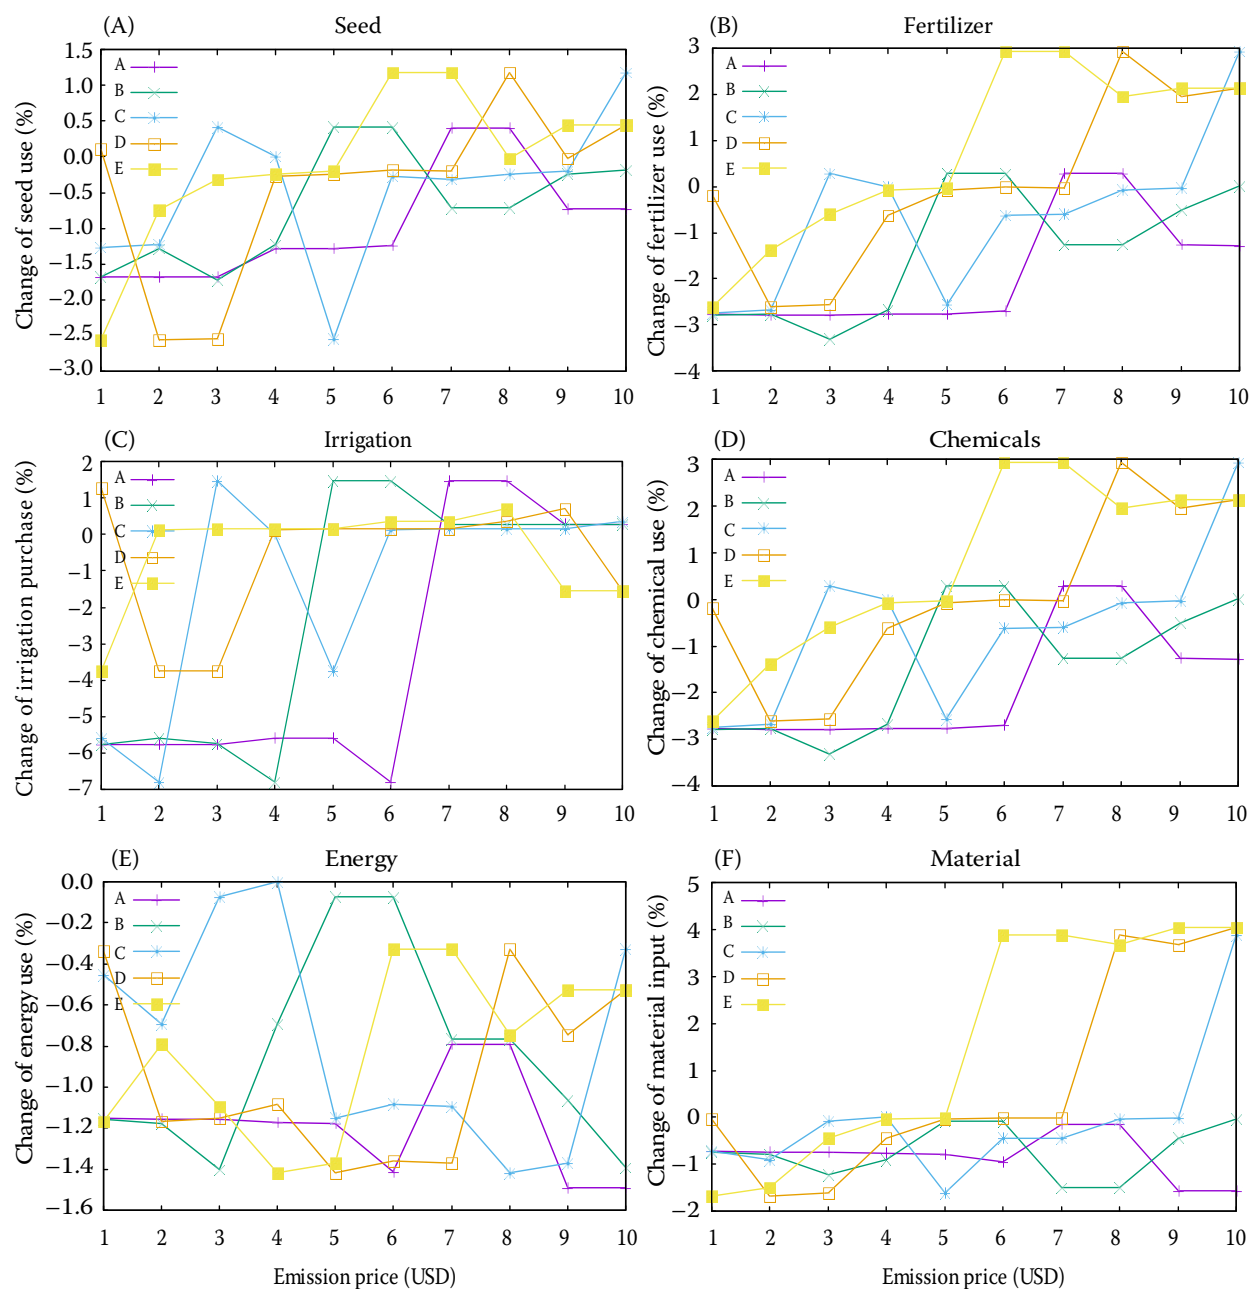 (A) Seed
Change of seed use (%)
1.5
1.0
0.5
0.0
−0.5
−1.0
−1.5
−2.0
−2.5
−3.0
A
B
C
D
E
1 2 3 4 5 6 7 8 9 10
(B) Fertilizer
Change of fertilizer use (%)
3
2
1
0
−1
−2
−3
−4
A
B
C
D
E
1 2 3 4 5 6 7 8 9 10
(C) Irrigation
Change of irrigation purchase (%)
2
1
0
−1
−2
−3
−4
−5
−6
−7
A
B
C
D
E
1 2 3 4 5 6 7 8 9 10
(D) Chemicals
Change of chemical use (%)
3
2
1
0
−1
−2
−3
−4
A
B
C
D
E
1 2 3 4 5 6 7 8 9 10
(E) Energy
Change of energy use (%)
0.0
−0.2
−0.4
−0.6
−0.8
−1.0
−1.2
−1.4
−1.6
A
B
C
D
E
1 2 3 4 5 6 7 8 9 10
Emission price (USD)
(F) Material
Change of material input (%)
5
4
3
2
1
0
−1
−2
A
B
C
D
E
1 2 3 4 5 6 7 8 9 10
Emission price (USD)